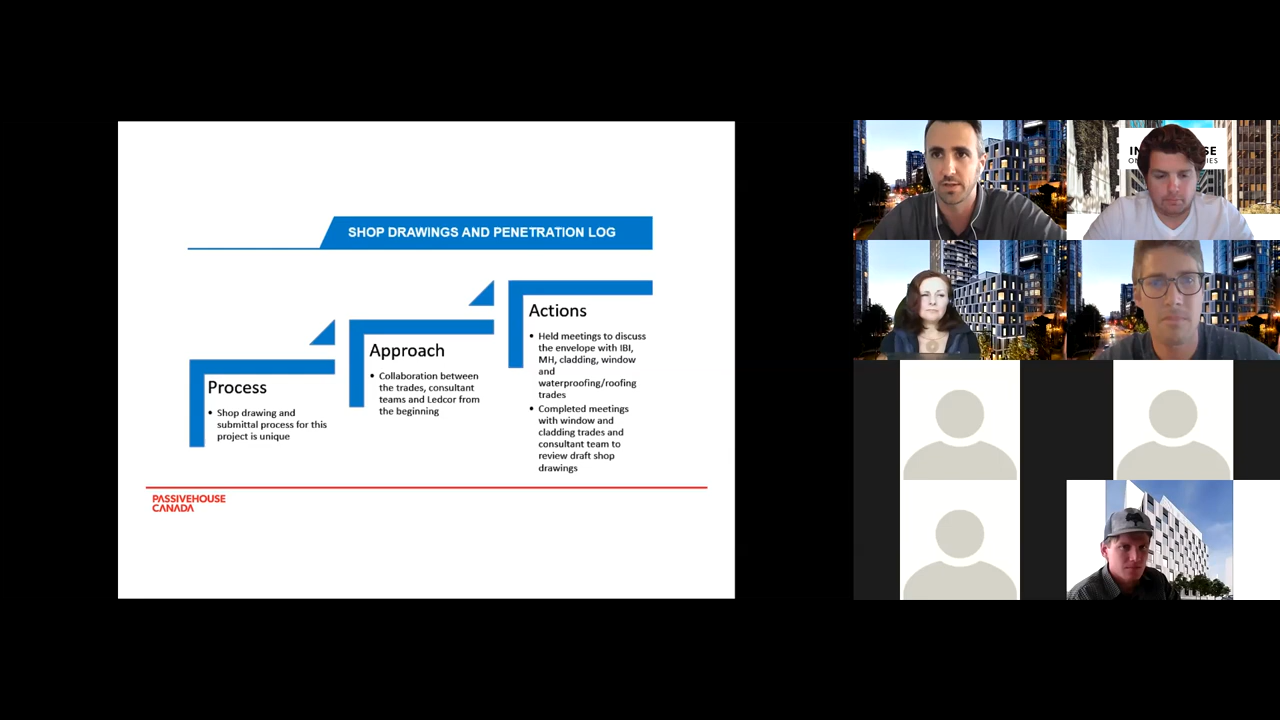 SHOP DRAWINGS AND PENETRATION LOG
Process
• Shop drawing and
submittal process for this
project is unique
Approach
• Collaboration between
the trades, consultant
teams and Ledcor from
the beginning
Actions
• Held meetings to discuss
the envelope with IBI,
MH, cladding, window
and
waterproofing/roofing
trades
• Completed meetings
with window and
cladding trades and
consultant team to
review draft shop
drawings
PASSIVEHOUSE
CANADA